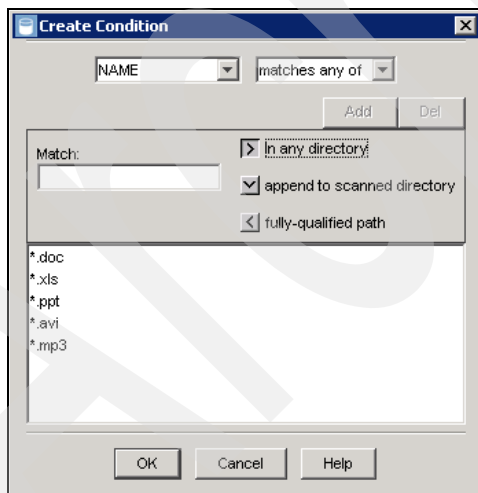 Create Condition
NAME matches any of
Add Del
Match:
In any directory
append to scanned directory
fully-qualified path
*.doc
*.xls
*.ppt
*.avi
*.mp3
OK Cancel Help